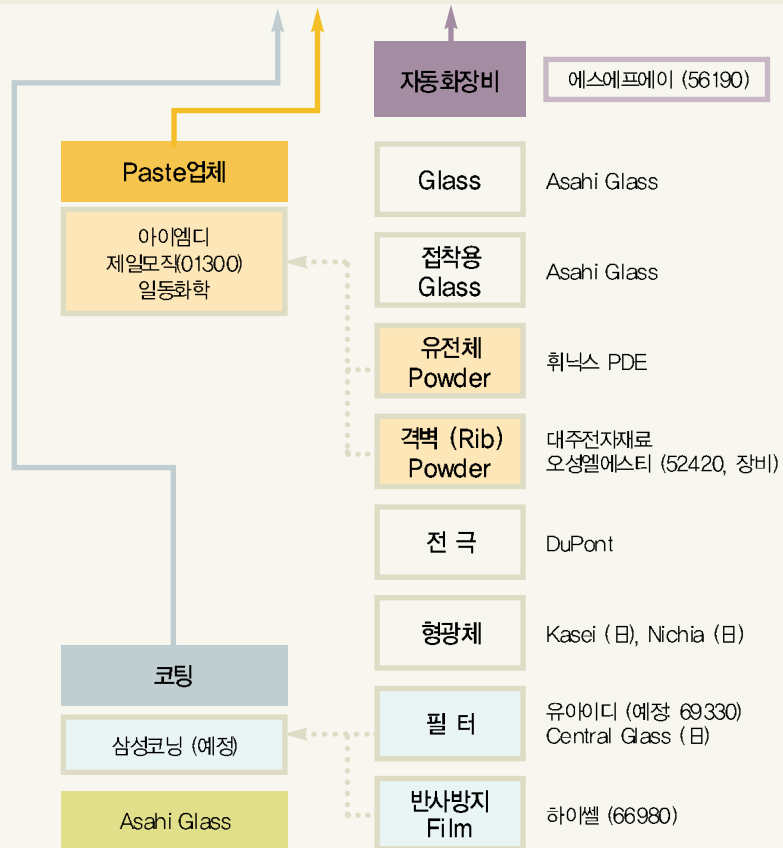 자동화장비
에스에프에이 (56190)
Paste업체
아이엠디
제일모직(01300)
일동화학
Glass
Asahi Glass
접착용
Glass
Asahi Glass
유전체
Powder
휘닉스 PDE
격벽 (Rib)
Powder
대주전자재료
오성엘에스티 (52420, 장비)
전 극
DuPont
형광체
Kasei (日), Nichia (日)
코팅
삼성코닝 (예정)
Asahi Glass
필 터
유아이디 (예정: 69330)
Central Glass (日)
반사방지
Film
하이쎌 (66980)